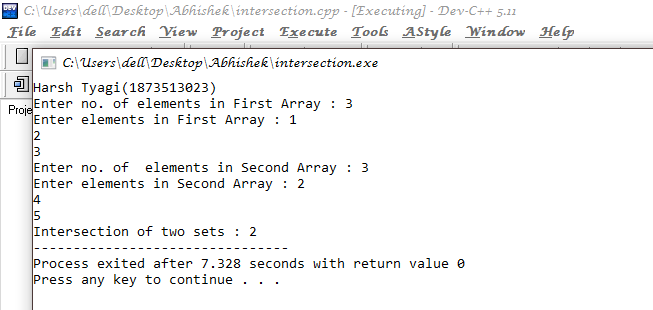 C:\Users\dell\Desktop\Abhishek\intersection.cpp - [Executing] - Dev-C++ 5.11
File Edit Search View Project Execute Tools AStyle Window Help
C:\Users\dell\Desktop\Abhishek\intersection.exe
Proje
Harsh Tyagi(1873513023)
Enter no. of elements in First Array : 3
Enter elements in First Array : 1
2
3
Enter no. of  elements in Second Array : 3
Enter elements in Second Array : 2
4
5
Intersection of two sets : 2
--------------------------------
Process exited after 7.328 seconds with return value 0
Press any key to continue . . .